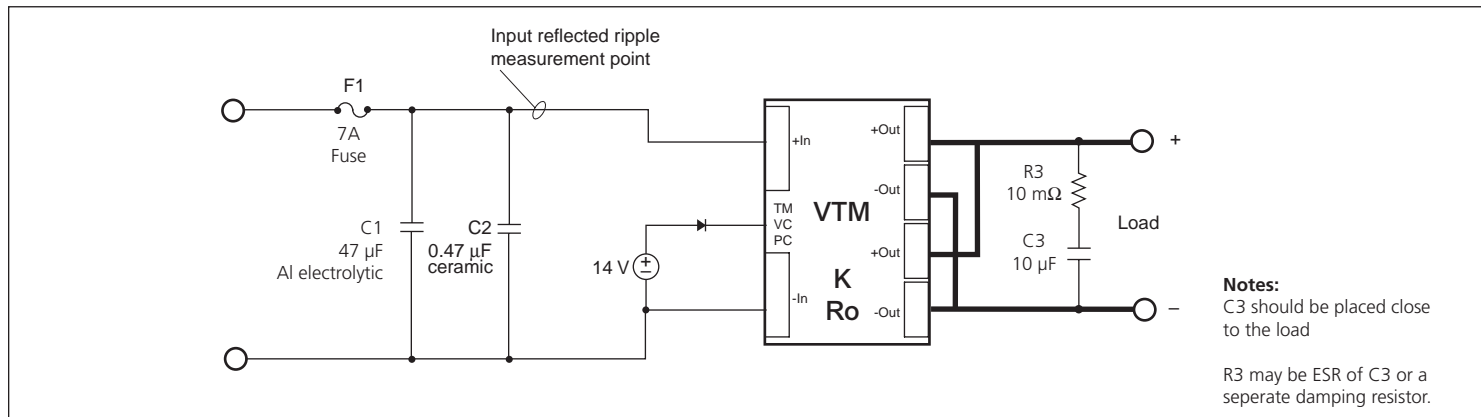 Input reflected ripple
measurement point
F1
7A
Fuse
C1
47 µF
Al electrolytic
C2
0.47 µF
ceramic
14 V
+
−
+In
TM
VC
PC
-In
VTM
K
Ro
+Out
-Out
+Out
-Out
R3
10 mΩ
C3
10 µF
+
Load
−
Notes:
C3 should be placed close
to the load
R3 may be ESR of C3 or a
seperate damping resistor.